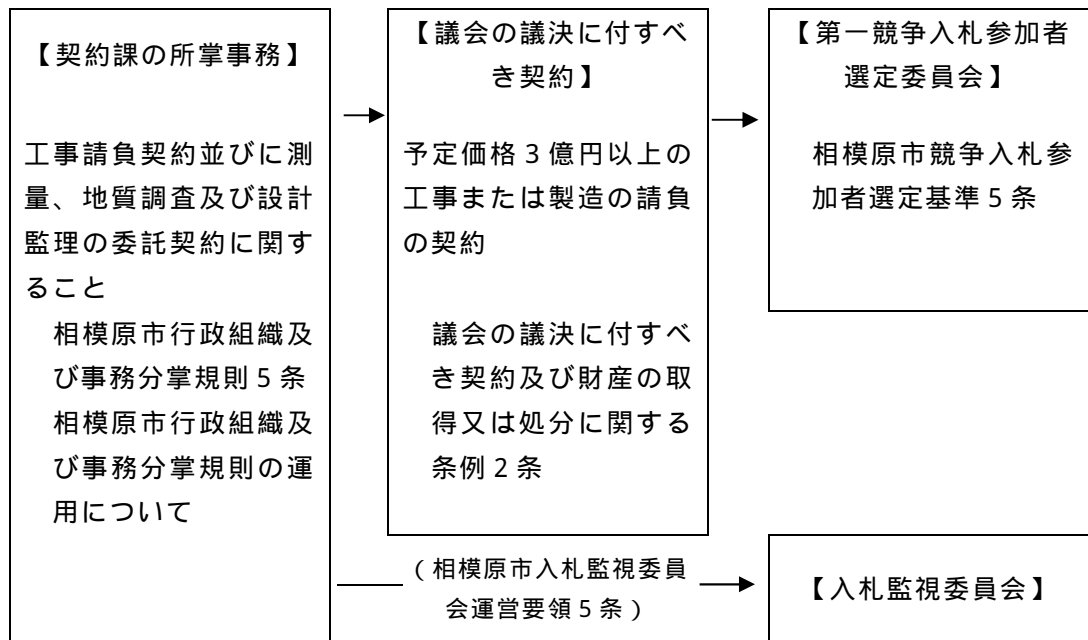 【契約課の所掌事務】
工事請負契約並びに測
量、地質調査及び設計
監理の委託契約に関す
ること
相模原市行政組織及
び事務分掌規則5条
相模原市行政組織及
び事務分掌規則の運
用について
【議会の議決に付すべ
き契約】
予定価格3億円以上の
工事または製造の請負
の契約
議会の議決に付すべ
き契約及び財産の取
得又は処分に関する
条例2条
【第一競争入札参加者
選定委員会】
相模原市競争入札参
加者選定基準5条
(相模原市入札監視委員
会運営要領5条)
【入札監視委員会】